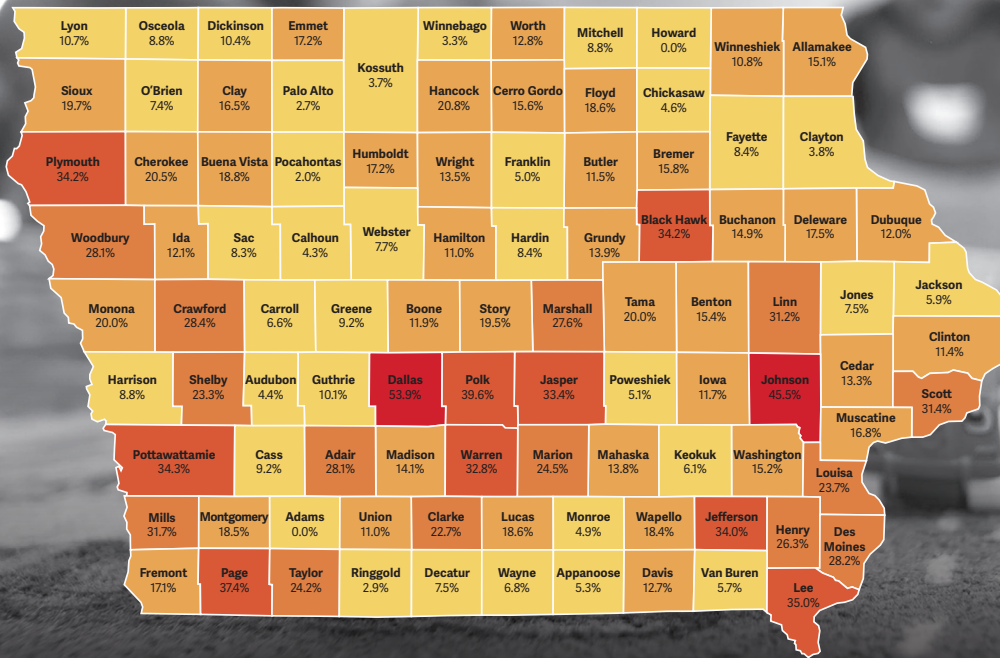 Lyon
10.7%
Osceola
8.8%
Dickinson
10.4%
Emmet
17.2%
Kossuth
3.7%
Winnebago
3.3%
Worth
12.8%
Mitchell
8.8%
Howard
0.0%
Winneshiek
10.8%
Allamakee
15.1%
Sioux
19.7%
O'Brien
7.4%
Clay
16.5%
Palo Alto
2.7%
Hancock
20.8%
Cerro Gordo
15.6%
Floyd
18.6%
Chickasaw
4.6%
Fayette
8.4%
Clayton
3.8%
Plymouth
34.2%
Cherokee
20.5%
Buena Vista
18.8%
Pocahontas
2.0%
Humboldt
17.2%
Wright
13.5%
Franklin
5.0%
Butler
11.5%
Bremer
15.8%
Woodbury
28.1%
Ida
12.1%
Sac
8.3%
Calhoun
4.3%
Webster
7.7%
Hamilton
11.0%
Hardin
8.4%
Grundy
13.9%
Black Hawk
34.2%
Buchanon
14.9%
Deleware
17.5%
Dubuque
12.0%
Monona
20.0%
Crawford
28.4%
Carroll
6.6%
Greene
9.2%
Boone
11.9%
Story
19.5%
Marshall
27.6%
Tama
20.0%
Benton
15.4%
Linn
31.2%
Jones
7.5%
Jackson
5.9%
Clinton
11.4%
Harrison
8.8%
Shelby
23.3%
Audubon
4.4%
Guthrie
10.1%
Dallas
53.9%
Polk
39.6%
Jasper
33.4%
Poweshiek
5.1%
Iowa
11.7%
Johnson
45.5%
Cedar
13.3%
Scott
31.4%
Muscatine
16.8%
Pottawattamie
34.3%
Cass
9.2%
Adair
28.1%
Madison
14.1%
Warren
32.8%
Marion
24.5%
Mahaska
13.8%
Keokuk
6.1%
Washington
15.2%
Louisa
23.7%
Mills
31.7%
Montgomery
18.5%
Adams
0.0%
Union
11.0%
Clarke
22.7%
Lucas
18.6%
Monroe
4.9%
Wapello
18.4%
Jefferson
34.0%
Henry
26.3%
Des
Moines
28.2%
Fremont
17.1%
Page
37.4%
Taylor
24.2%
Ringgold
2.9%
Decatur
7.5%
Wayne
6.8%
Appanoose
5.3%
Davis
12.7%
Van Buren
5.7%
Lee
35.0%